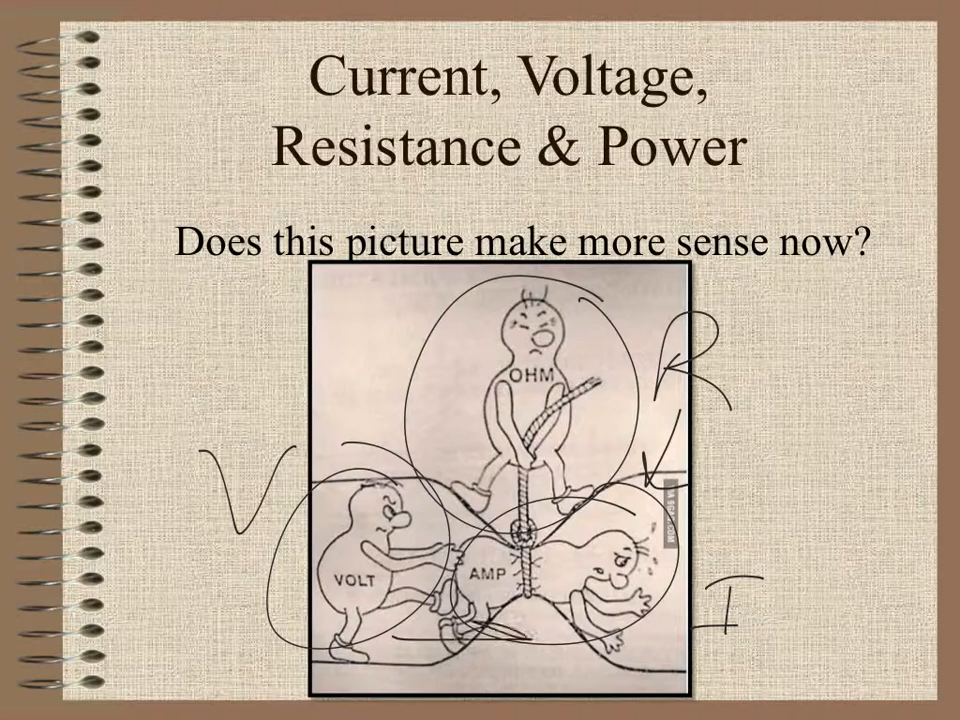 Current, Voltage,
Resistance & Power
Does this picture make more sense now?
OHM
R
V
VOLT
AMP
I